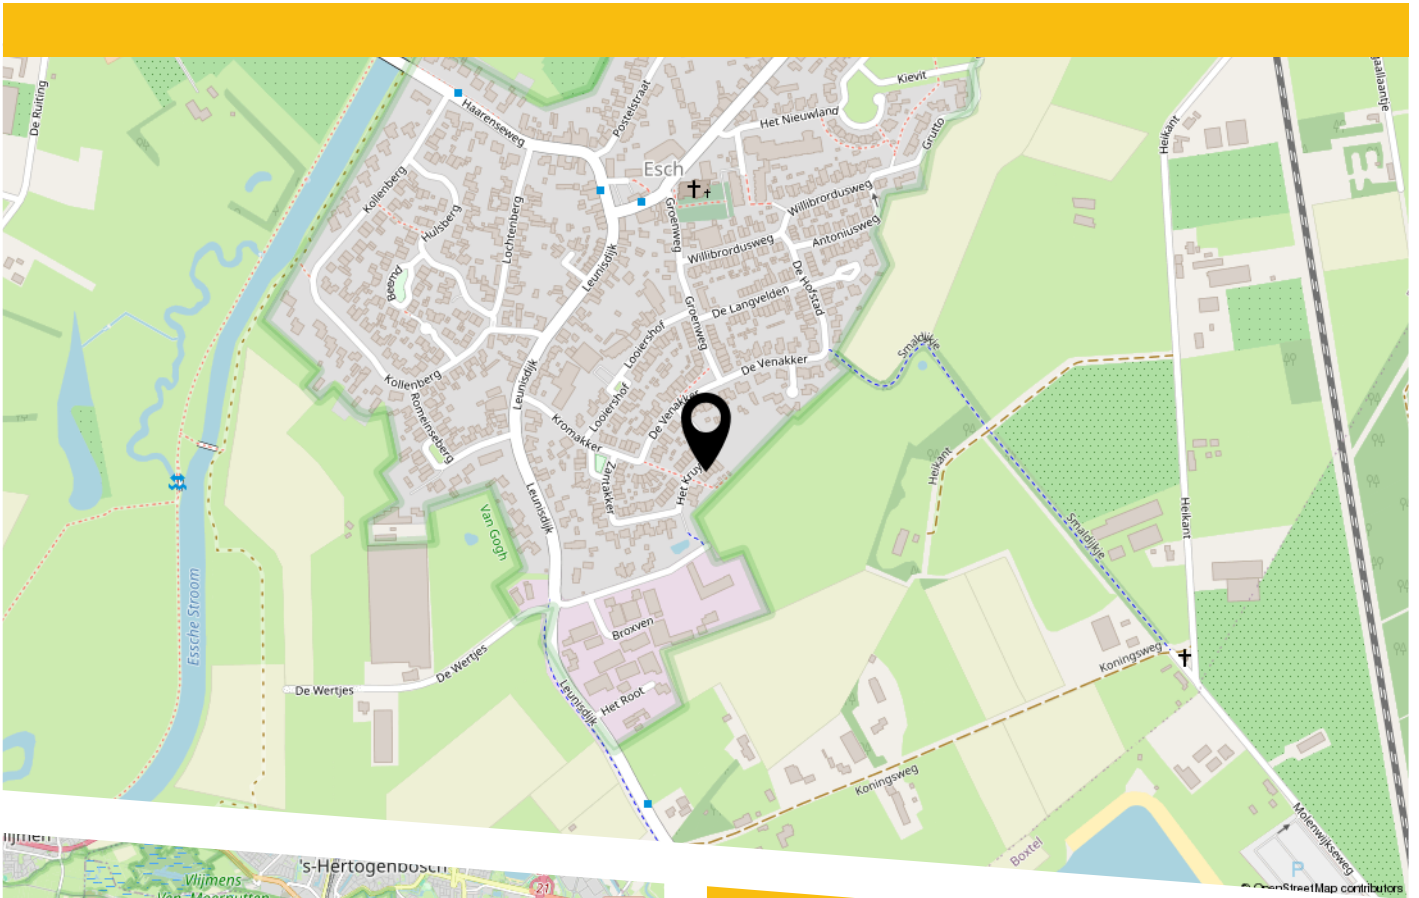 De Ruiting
Kievit
Haarenseweg
Postelstraat
Het Nieuwland
Grutto
Heikant
Esch
Kollenberg
Hulsberg
Lochtenberg
Groenweg
Willibrordusweg
Antoniusweg
Willibrordusweg
Leunisdijk
Beemd
De Hofstad
De Langvelden
Groenweg
Looiershof
Smaldijkje
De Venakker
Kollenberg
Leunisdijk
Looiershof
De Venakker
Romeinseberg
Kromakker
Heikant
Zandakker
Leunisdijk
Heikant
Van Gogh
Smaldijkje
Essche Stroom
Broxven
De Wertjes
Koningsweg
De Wertjes
Het Root
Leunisdijk
Koningsweg
Molenwijkseweg
Boxtel
P
© OpenStreetMap contributors
's-Hertogenbosch
Vlijmens
21